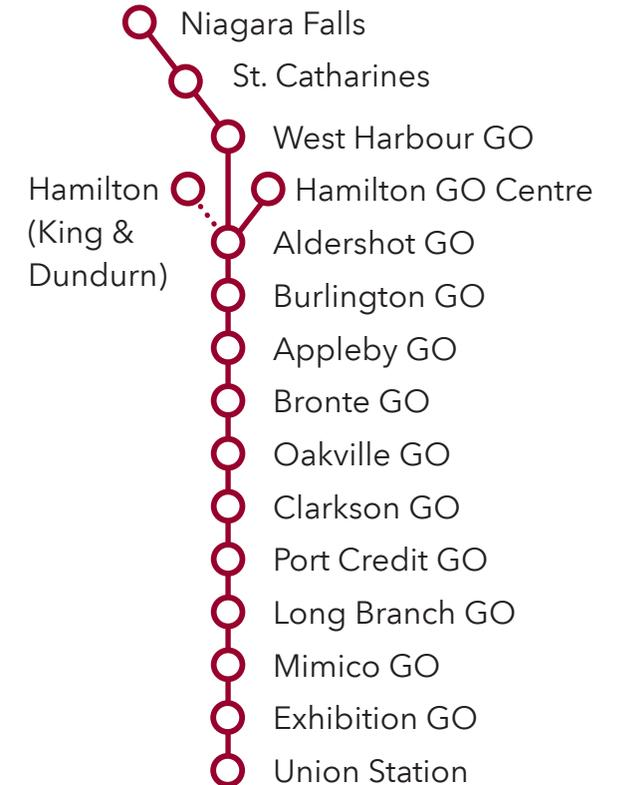 Niagara Falls
St. Catharines
West Harbour GO
Hamilton
(King &
Dundurn)
Hamilton GO Centre
Aldershot GO
Burlington GO
Appleby GO
Bronte GO
Oakville GO
Clarkson GO
Port Credit GO
Long Branch GO
Mimico GO
Exhibition GO
Union Station